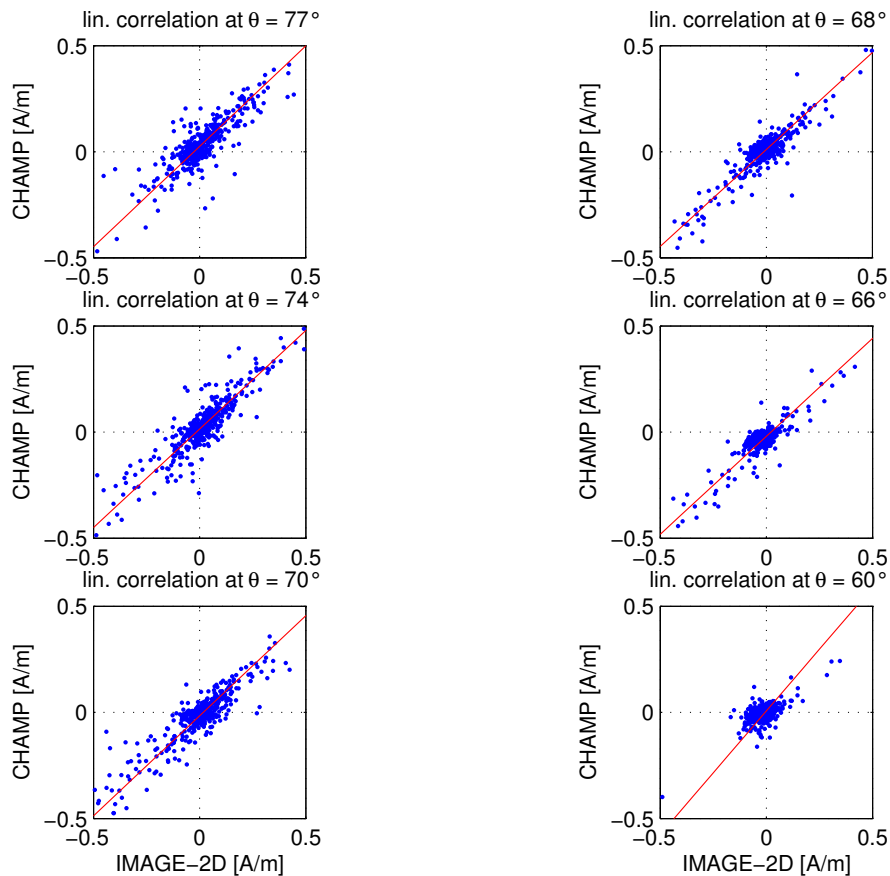 lin. correlation at θ = 77°
0.5
0
−0.5
−0.5 0 0.5
CHAMP [A/m]
lin. correlation at θ = 68°
0.5
0
−0.5
−0.5 0 0.5
CHAMP [A/m]
lin. correlation at θ = 74°
0.5
0
−0.5
−0.5 0 0.5
CHAMP [A/m]
lin. correlation at θ = 66°
0.5
0
−0.5
−0.5 0 0.5
CHAMP [A/m]
lin. correlation at θ = 70°
0.5
0
−0.5
−0.5 0 0.5
CHAMP [A/m]
IMAGE−2D [A/m]
lin. correlation at θ = 60°
0.5
0
−0.5
−0.5 0 0.5
CHAMP [A/m]
IMAGE−2D [A/m]